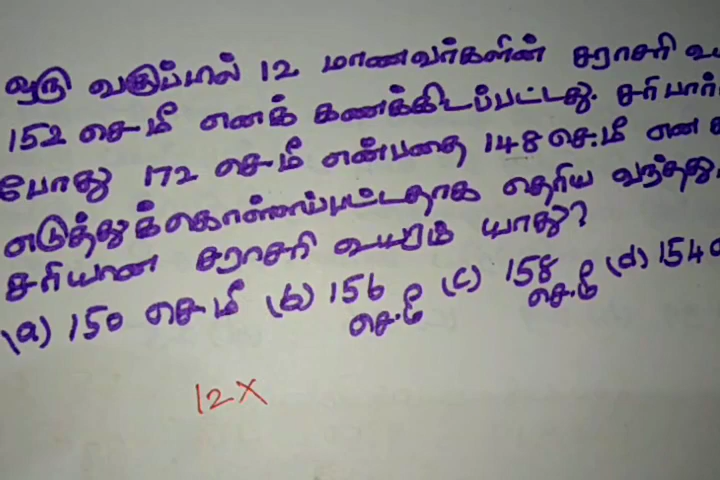 ஒரு வகுப்பில் 12 மாணவர்களின் சராசரி
152 செ.மீ எனக் கணக்கிடப்பட்டது. சரிபார்
போது 172 செ.மீ என்பதை 148 செ.மீ என
எடுத்துக்கொள்ளப்பட்டதாக தெரிய வந்தது.
சரியான சராசரி உயரம் யாது?
(a) 150 செ.மீ (b) 156 செ.மீ (c) 158 செ.மீ (d) 154
12X